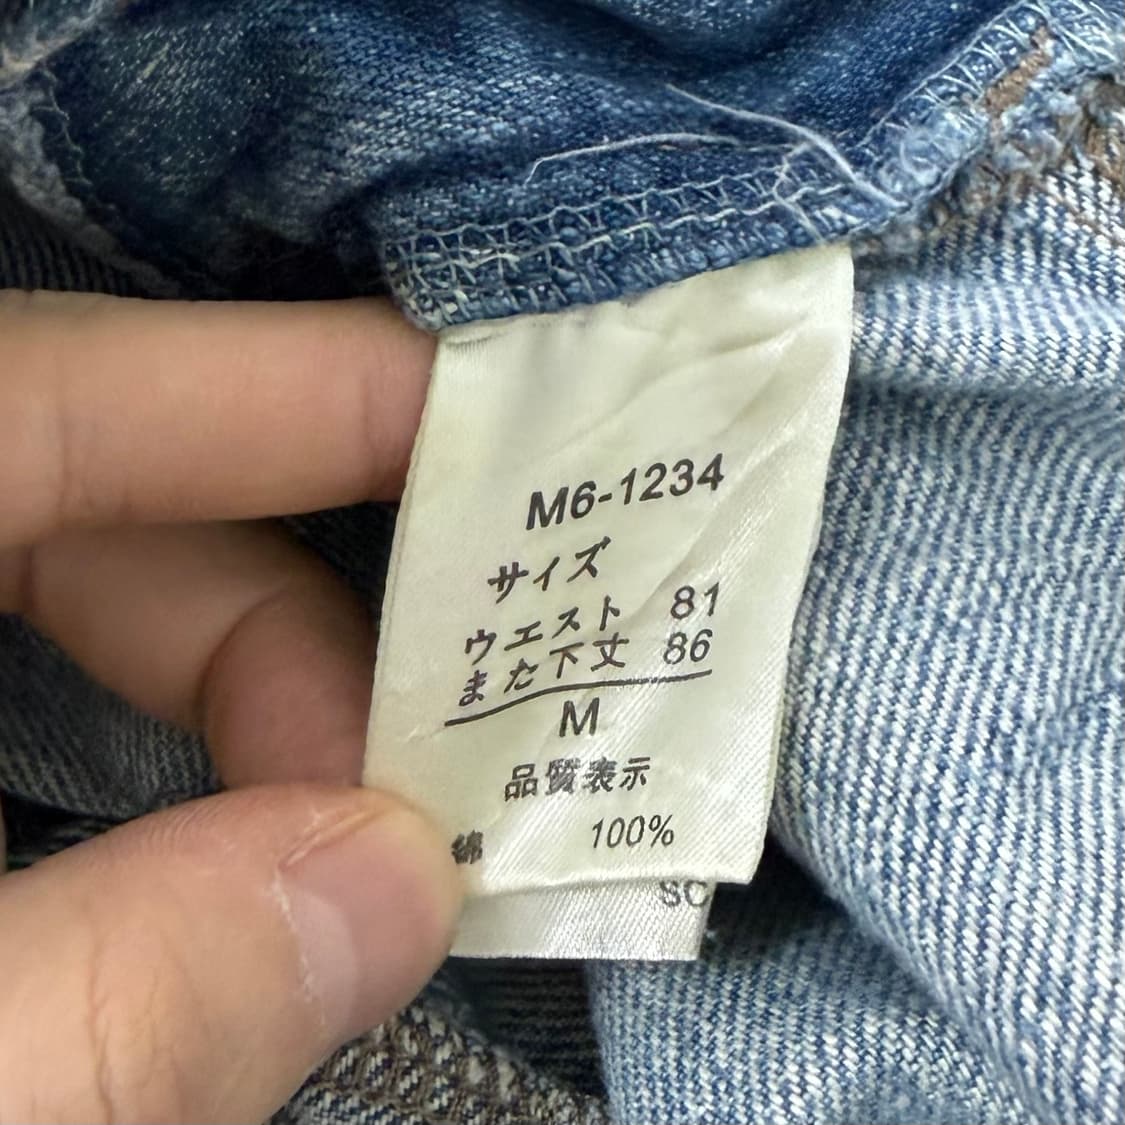 M6-1234
サイズ
ウエスト 81
また下丈 86
M
品質表示
綿 100%
SC